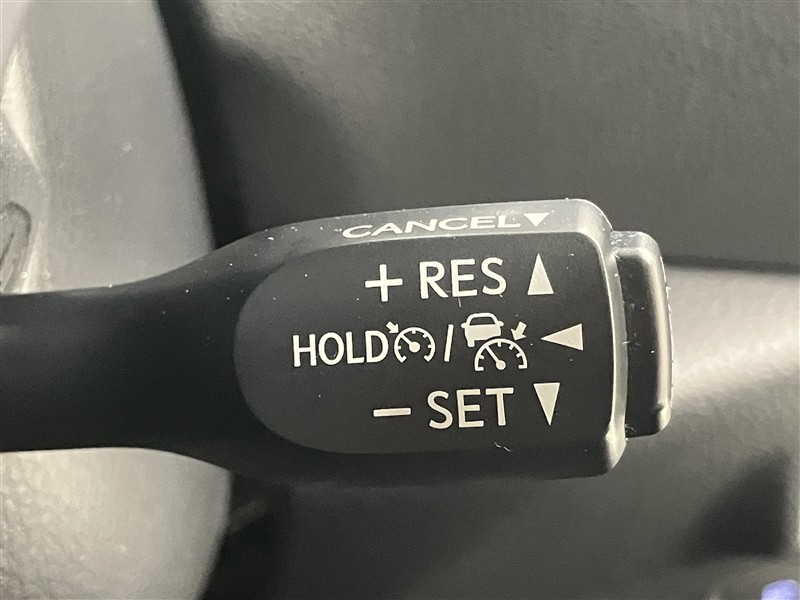 CANCEL▼
+ RES ▲
HOLD / ◀
− SET ▼